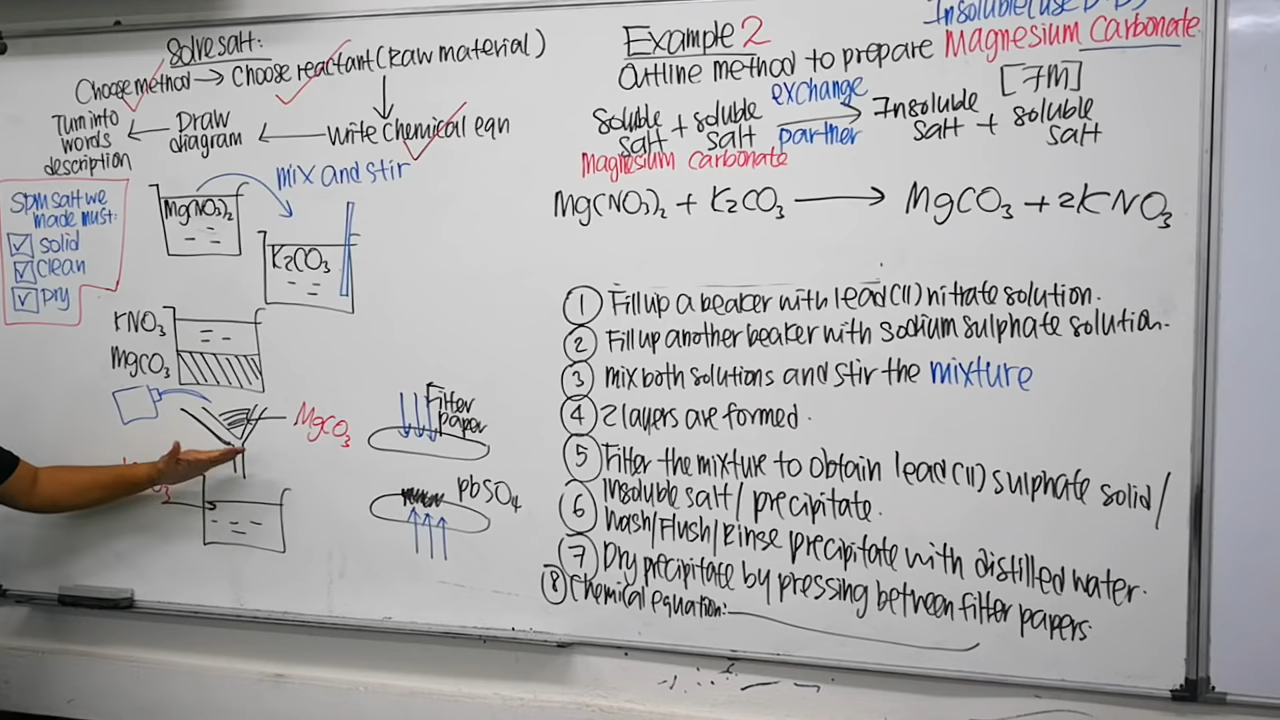 Solve salt:
Choose method → Choose reactant (Raw material)
Write Chemical eqn
Draw diagram
Turn into words description
SPM salt we made must:
☑ solid
☑ clean
☑ Dry
mix and stir
Mg(NO3)2
K2CO3
KNO3
MgCO3
MgCO3
Filter paper
PbSO4
Insoluble (use
Example 2
Outline method to prepare Magnesium Carbonate.
[7M]
Soluble salt + soluble salt exchange partner → Insoluble salt + soluble salt
Magnesium carbonate
Mg(NO3)2 + K2CO3 → MgCO3 + 2KNO3
① Fill up a beaker with lead(II) nitrate solution.
② Fill up another beaker with sodium sulphate solution.
③ mix both solutions and stir the mixture
④ 2 layers are formed.
⑤ Filter the mixture to obtain lead(II) sulphate solid/
Insoluble salt/precipitate.
⑥ Wash/Flush/Rinse precipitate with distilled water.
⑦ Dry precipitate by pressing between filter papers.
⑧ Chemical equation: